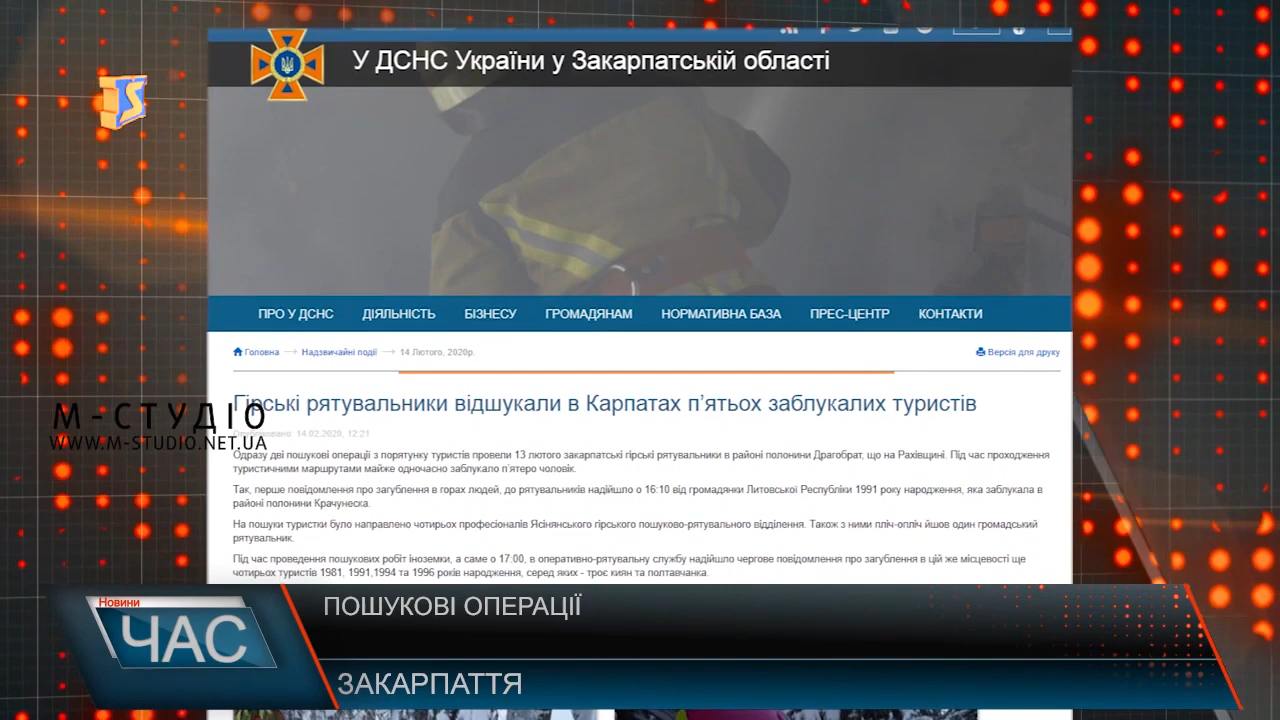 У ДСНС України у Закарпатській області
ПРО У ДСНС ДІЯЛЬНІСТЬ БІЗНЕСУ ГРОМАДЯНАМ НОРМАТИВНА БАЗА ПРЕС-ЦЕНТР КОНТАКТИ
Головна → Надзвичайні події → 14 Лютого, 2020р. Версія для друку
Гірські рятувальники відшукали в Карпатах п’ятьох заблукалих туристів
М-СТУДІО
14.02.2020, 12:21
WWW.M-STUDIO.NET.UA
Одразу дві пошукові операції з порятунку туристів провели 13 лютого закарпатські гірські рятувальники в районі полонини Драгобрат, що на Рахівщині. Під час проходження
туристичними маршрутами майже одночасно заблукало п'ятеро чоловік.
Так, перше повідомлення про загублення в горах людей, до рятувальників надійшло о 16:10 від громадянки Литовської Республіки 1991 року народження, яка заблукала в
районі полонини Крачунеска.
На пошуки туристки було направлено чотирьох професіоналів Ясінянського гірського пошуково-рятувального відділення. Також з ними пліч-опліч йшов один громадський
рятувальник.
Під час проведення пошукових робіт іноземки, а саме о 17:00, в оперативно-рятувальну службу надійшло чергове повідомлення про загублення в цій же місцевості ще
чотирьох туристів 1981, 1991,1994 та 1996 років народження, серед яких - троє киян та полтавчанка.
Новини
ЧАС
ПОШУКОВІ ОПЕРАЦІЇ
ЗАКАРПАТТЯ